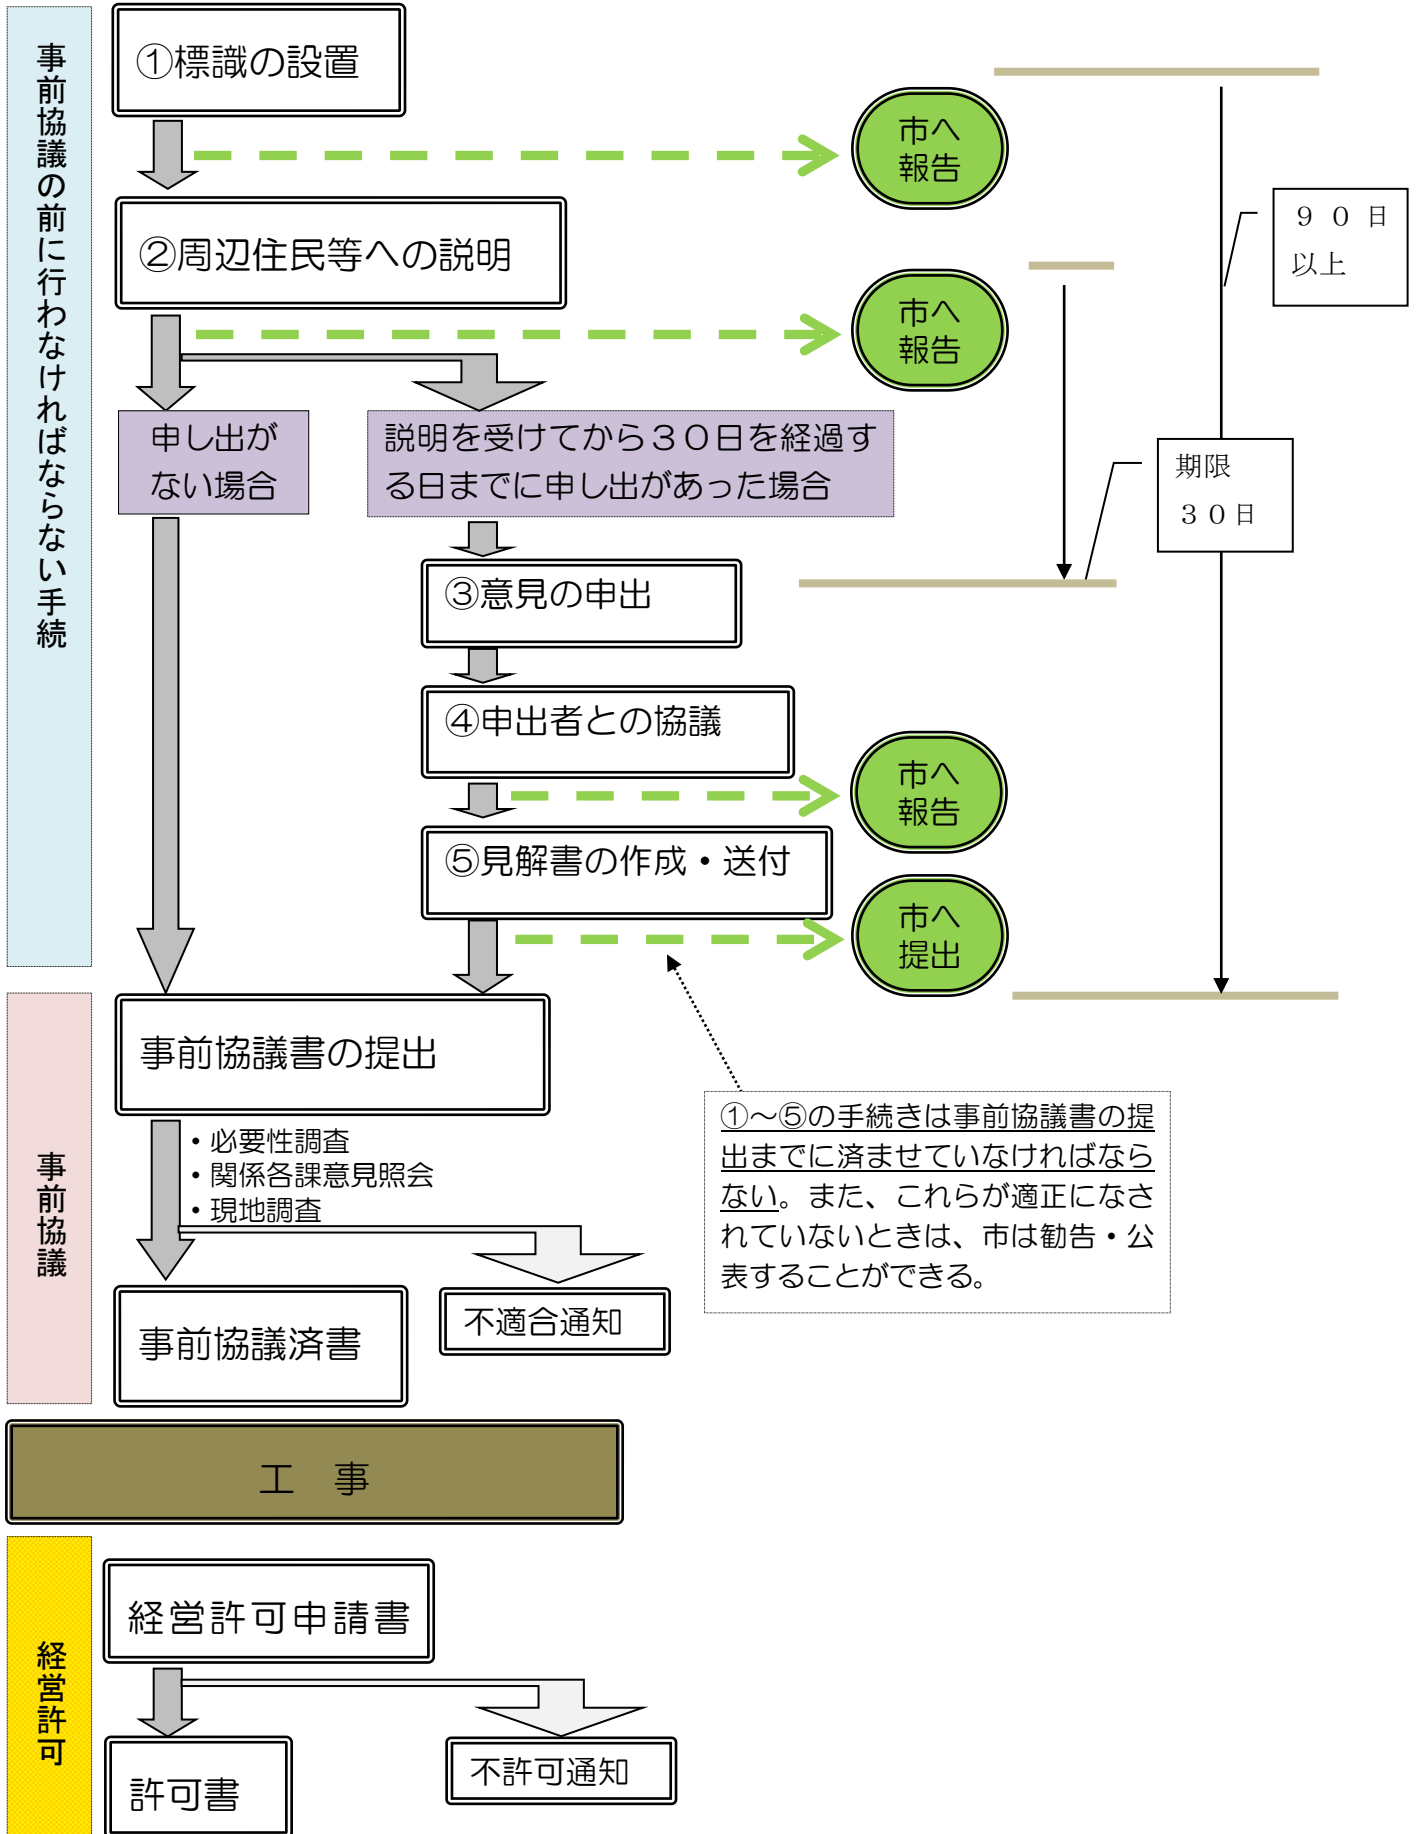 事前協議の前に行わなければならない手続
①標識の設置
市へ
報告
９０日
以上
②周辺住民等への説明
市へ
報告
申し出が
ない場合
説明を受けてから３０日を経過す
る日までに申し出があった場合
期限
３０日
③意見の申出
④申出者との協議
市へ
報告
⑤見解書の作成・送付
市へ
提出
事前協議
事前協議書の提出
・必要性調査
・関係各課意見照会
・現地調査
①～⑤の手続きは事前協議書の提
出までに済ませていなければなら
ない。また、これらが適正になさ
れていないときは、市は勧告・公
表することができる。
事前協議済書
不適合通知
工　事
経営許可
経営許可申請書
許可書
不許可通知